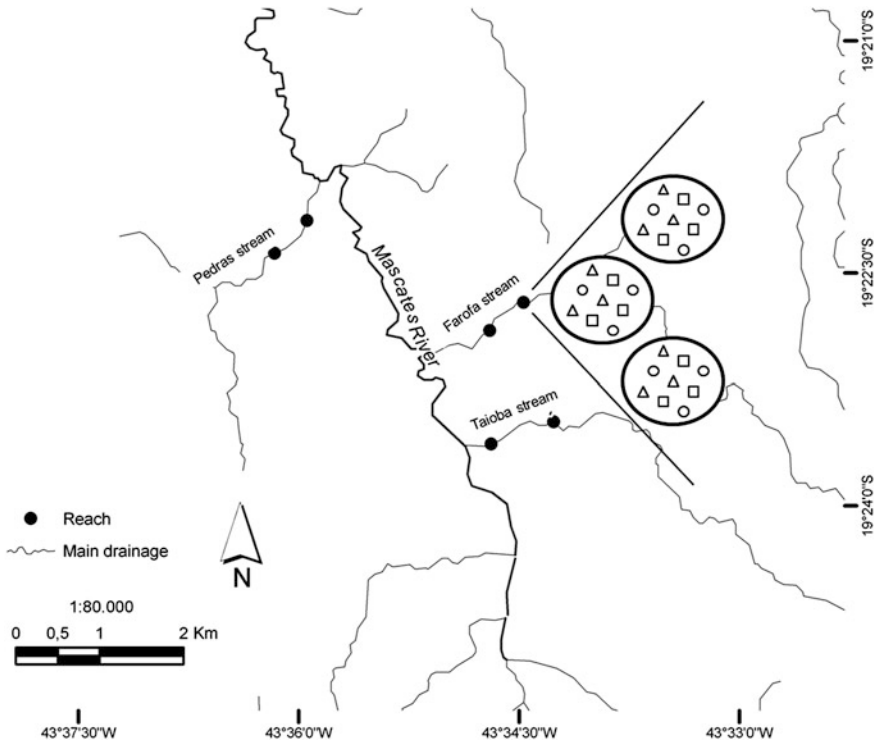 19°21'0"S
Pedras stream
Mascates River
19°22'30"S
Farofa stream
Taioba stream
19°24'0"S
Reach
Main drainage
N
1:80.000
0 0,5 1 2 Km
43°37'30"W 43°36'0"W 43°34'30"W 43°33'0"W